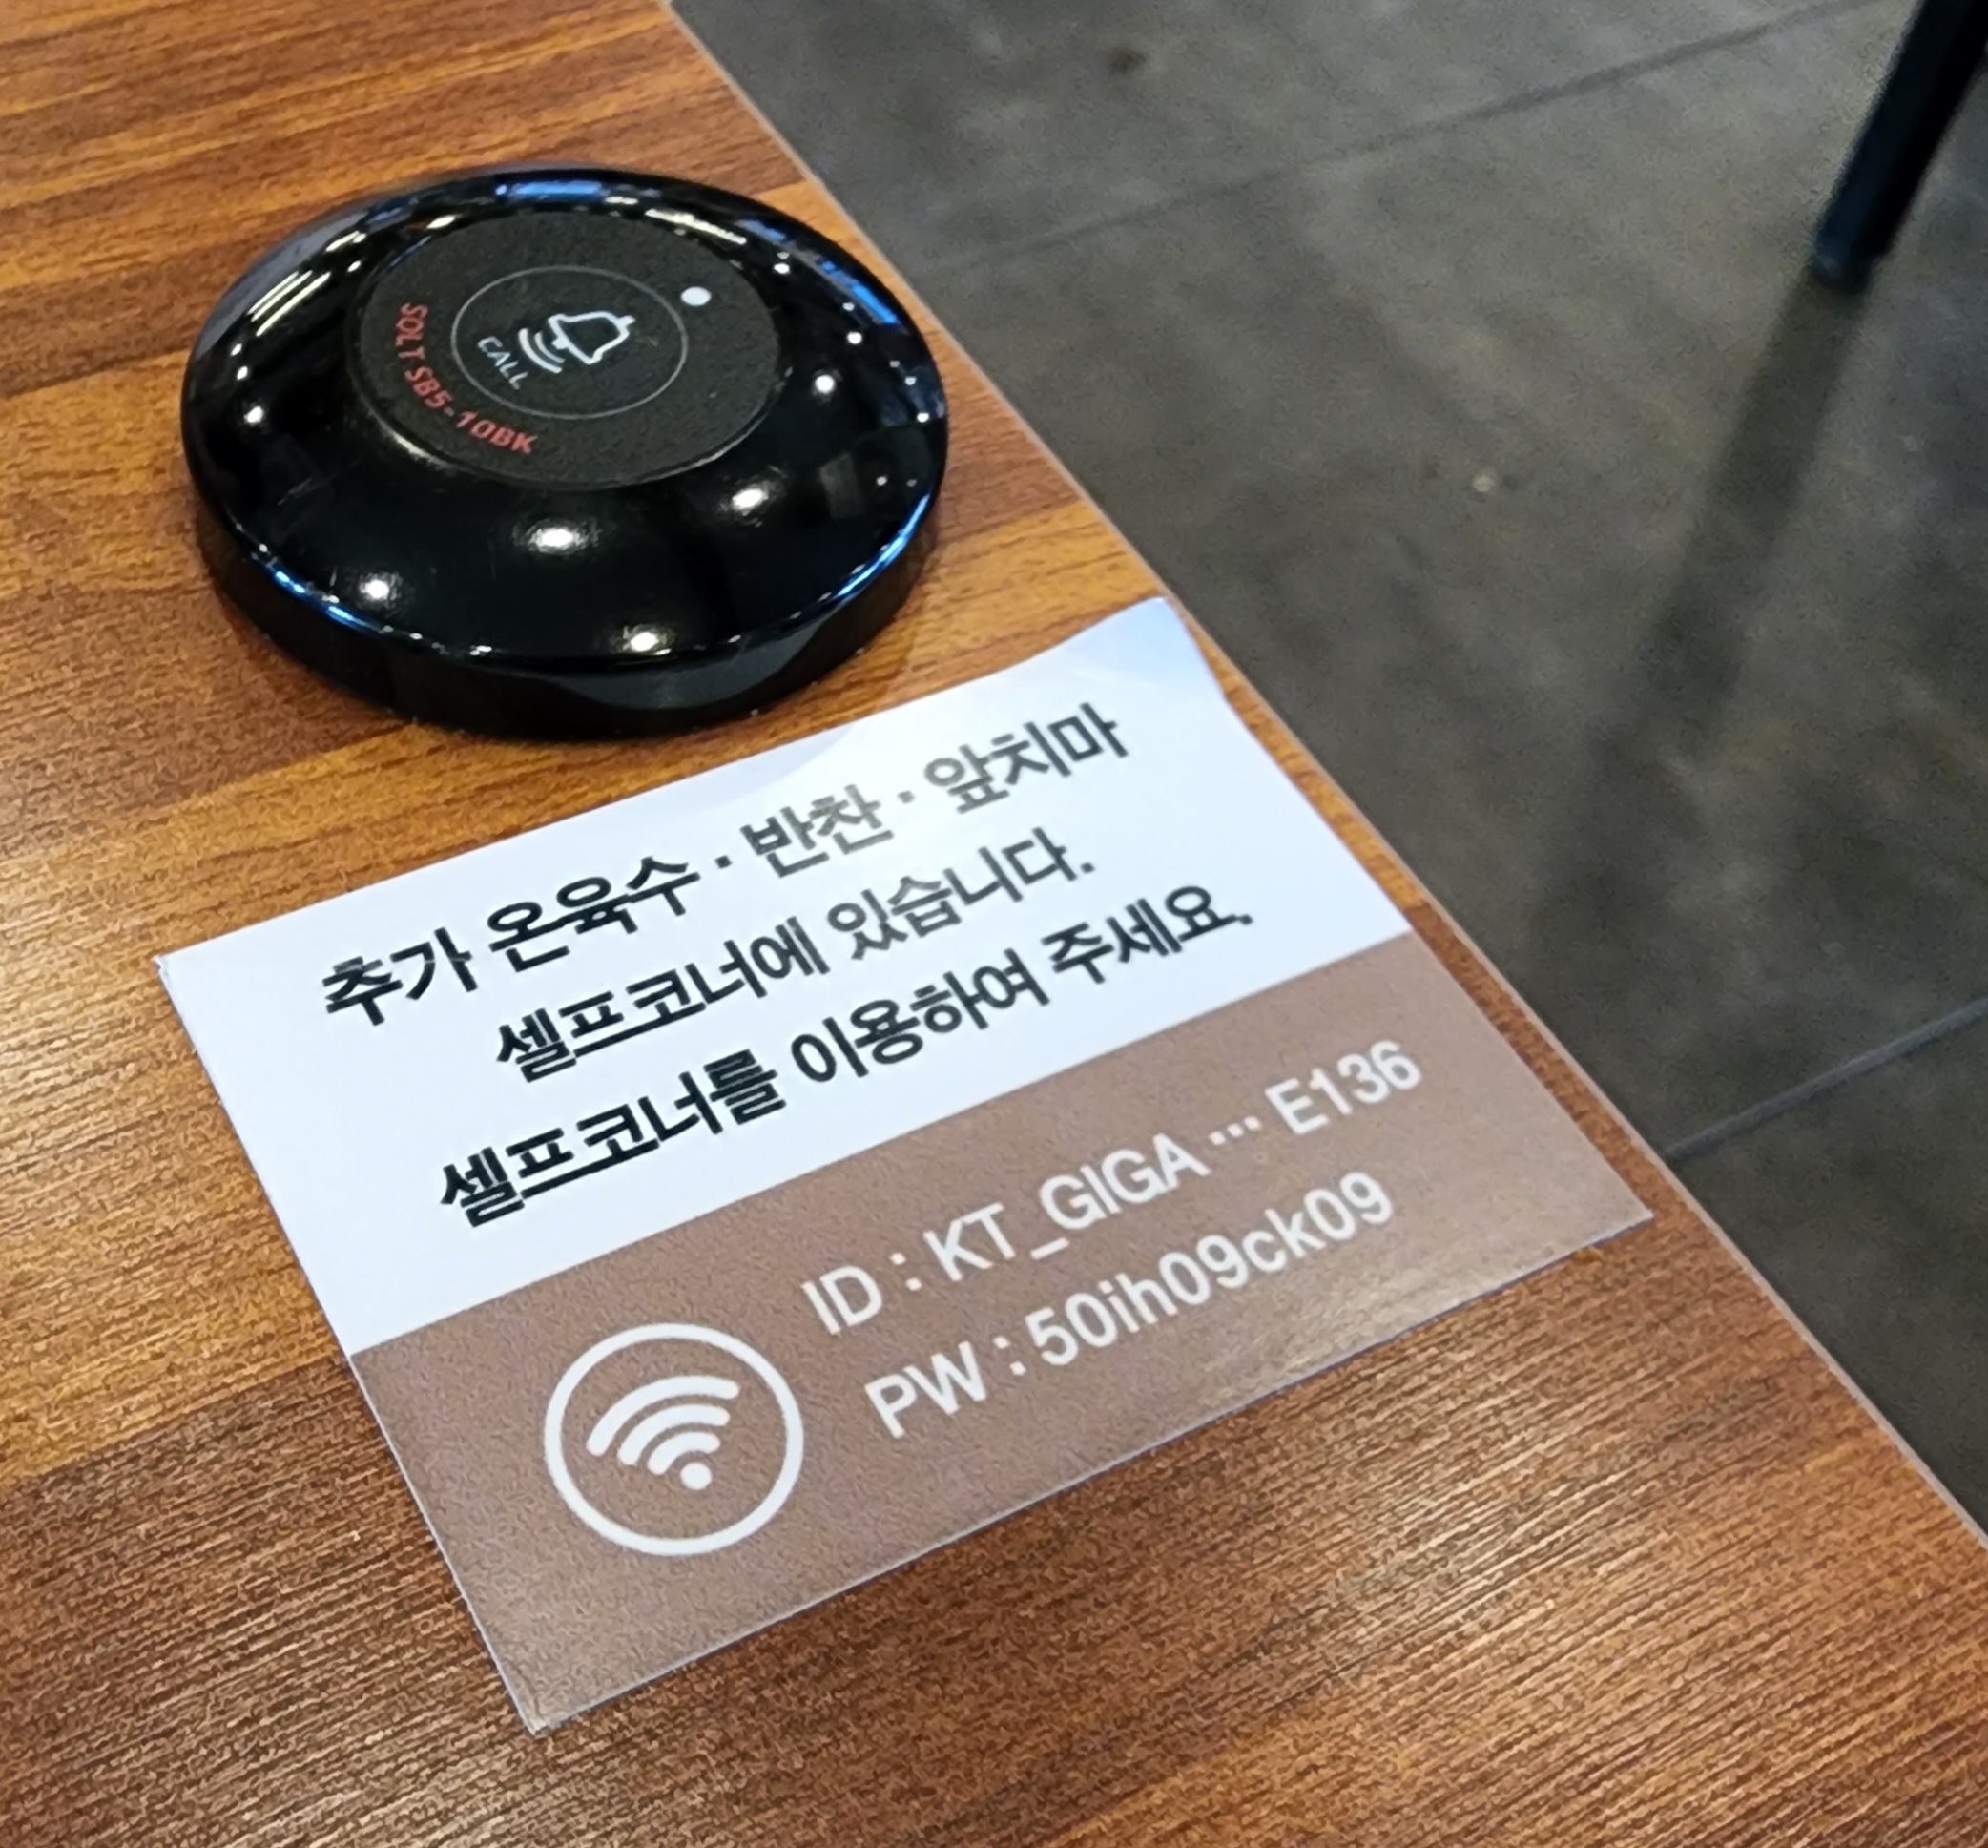 CALL
SOLT SB5-10BK
추가 온육수 · 반찬 · 앞치마
셀프코너에 있습니다.
셀프코너를 이용하여 주세요.
ID : KT_GIGA ··· E136
PW : 50ih09ck09